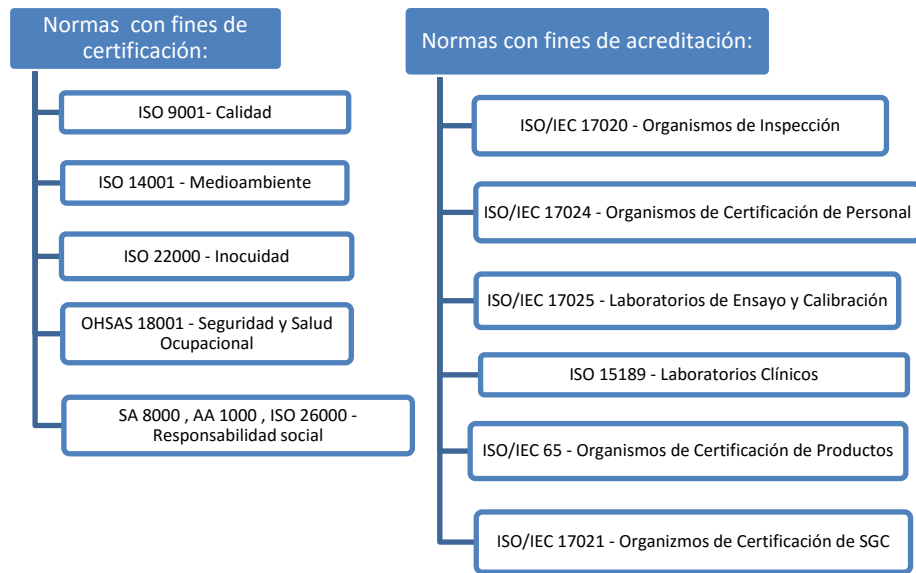 Normas con fines de
certificación:
ISO 9001- Calidad
ISO 14001 - Medioambiente
ISO 22000 - Inocuidad
OHSAS 18001 - Seguridad y Salud
Ocupacional
SA 8000 , AA 1000 , ISO 26000 -
Responsabilidad social
Normas con fines de acreditación:
ISO/IEC 17020 - Organismos de Inspección
ISO/IEC 17024 - Organismos de Certificación de Personal
ISO/IEC 17025 - Laboratorios de Ensayo y Calibración
ISO 15189 - Laboratorios Clínicos
ISO/IEC 65 - Organismos de Certificación de Productos
ISO/IEC 17021 - Organizmos de Certificación de SGC